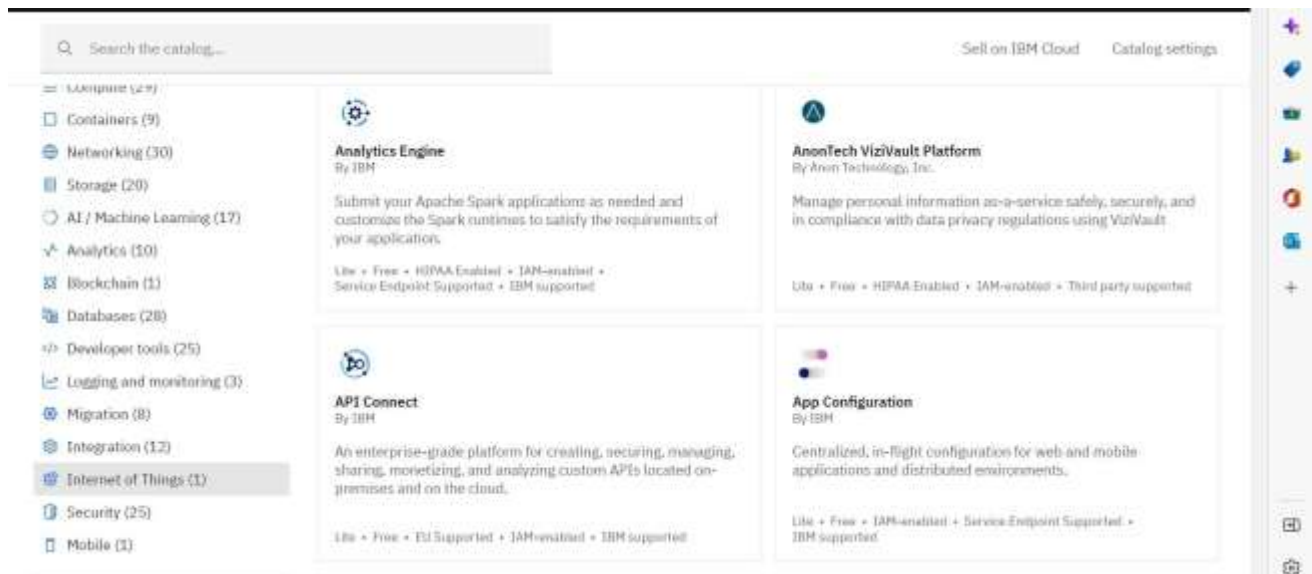 Search the catalog...
Sell on IBM Cloud
Catalog settings
Compute (29)
Containers (9)
Networking (30)
Storage (20)
AI / Machine Learning (17)
Analytics (10)
Blockchain (1)
Databases (28)
Developer tools (25)
Logging and monitoring (3)
Migration (8)
Integration (12)
Internet of Things (1)
Security (25)
Mobile (1)
Analytics Engine
By IBM
Submit your Apache Spark applications as needed and
customize the Spark runtimes to satisfy the requirements of
your application.
Lite • Free • HIPAA Enabled • IAM-enabled •
Service Endpoint Supported • IBM supported
AnonTech ViziVault Platform
By Anon Technology, Inc.
Manage personal information as-a-service safely, securely, and
in compliance with data privacy regulations using ViziVault
Lite • Free • HIPAA Enabled • IAM-enabled • Third party supported
API Connect
By IBM
An enterprise-grade platform for creating, securing, managing,
sharing, monetizing, and analyzing custom APIs located on-
premises and on the cloud.
Lite • Free • EU Supported • IAM-enabled • IBM supported
App Configuration
By IBM
Centralized, in-flight configuration for web and mobile
applications and distributed environments.
Lite • Free • IAM-enabled • Service Endpoint Supported •
IBM supported